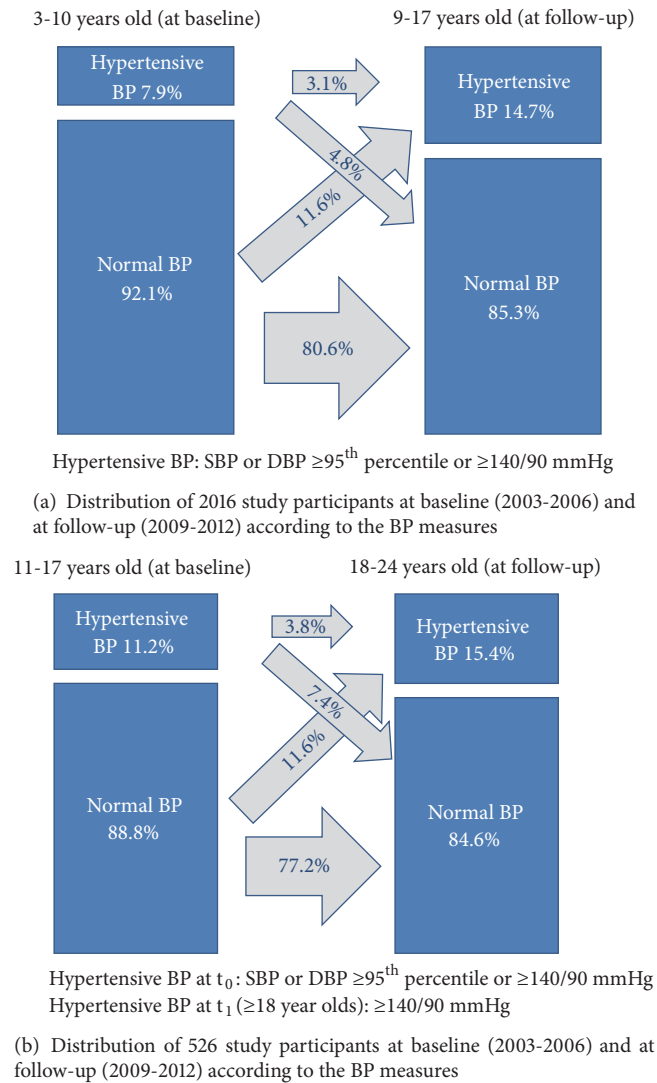 3-10 years old (at baseline)
9-17 years old (at follow-up)
Hypertensive
BP 7.9%
3.1%
Hypertensive
BP 14.7%
4.8%
11.6%
Normal BP
92.1%
Normal BP
85.3%
80.6%
Hypertensive BP: SBP or DBP ≥95th percentile or ≥140/90 mmHg
(a) Distribution of 2016 study participants at baseline (2003-2006) and
at follow-up (2009-2012) according to the BP measures
11-17 years old (at baseline)
18-24 years old (at follow-up)
Hypertensive
BP 11.2%
3.8%
Hypertensive
BP 15.4%
7.4%
11.6%
Normal BP
88.8%
Normal BP
84.6%
77.2%
Hypertensive BP at t0: SBP or DBP ≥95th percentile or ≥140/90 mmHg
Hypertensive BP at t1 (≥18 year olds): ≥140/90 mmHg
(b) Distribution of 526 study participants at baseline (2003-2006) and at
follow-up (2009-2012) according to the BP measures